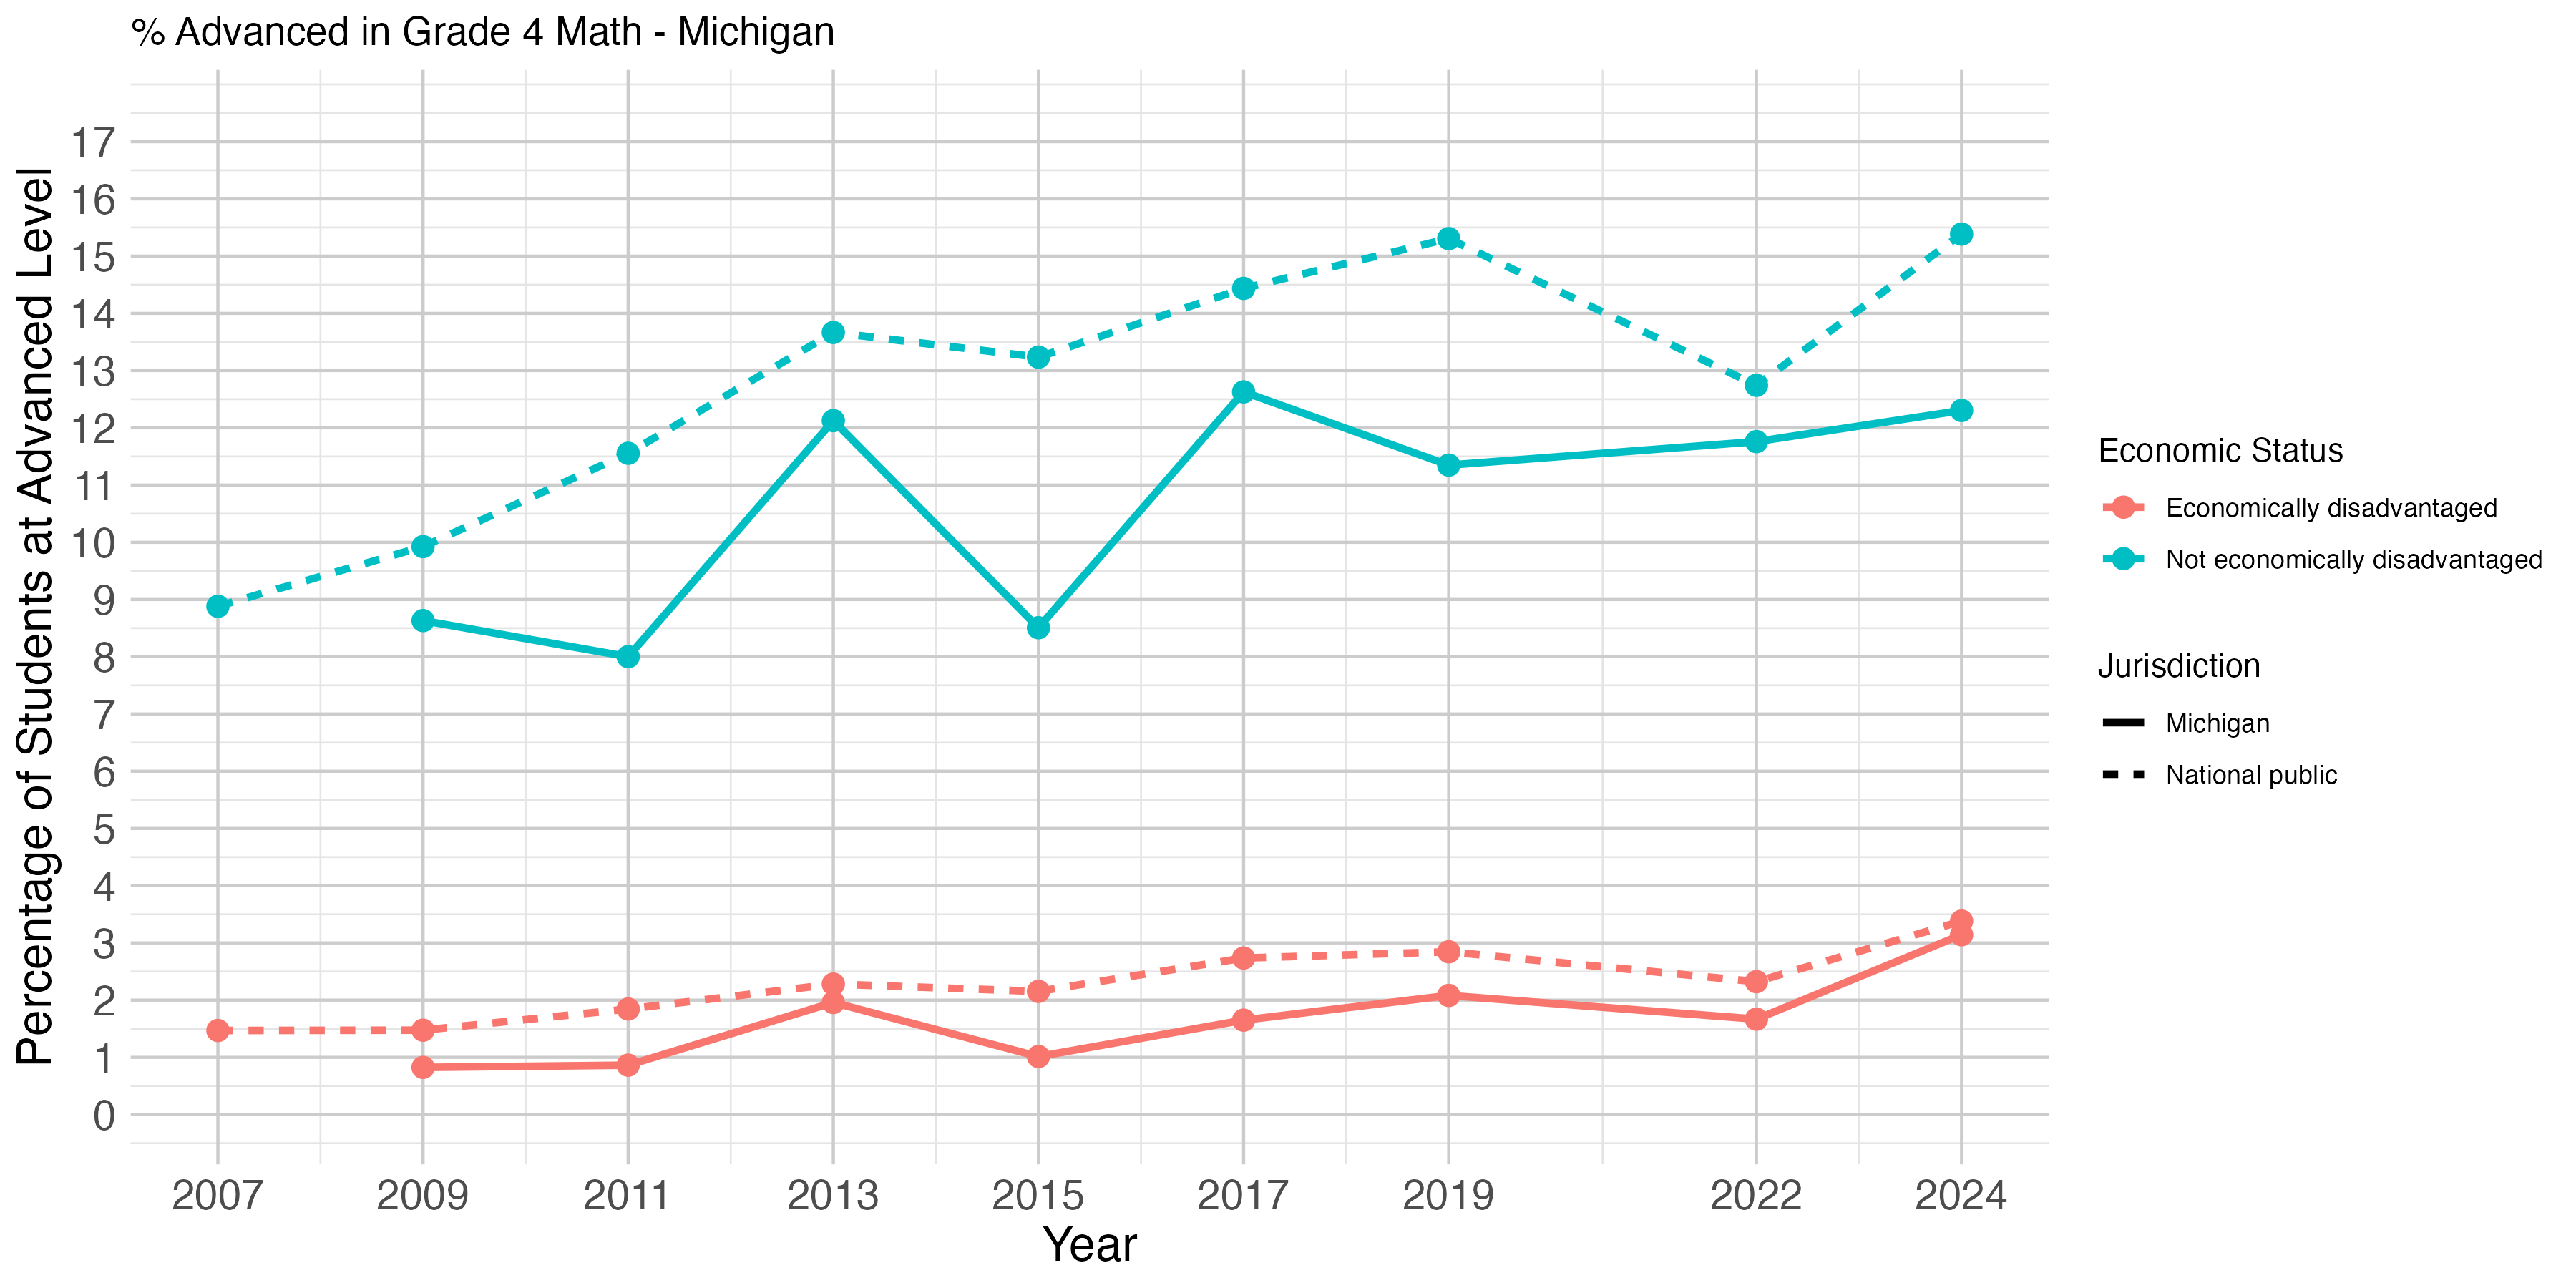 % Advanced in Grade 4 Math - Michigan
Percentage of Students at Advanced Level
17
16
15
14
13
12
11
10
9
8
7
6
5
4
3
2
1
0
2007 2009 2011 2013 2015 2017 2019 2022 2024
Year
Economic Status
Economically disadvantaged
Not economically disadvantaged
Jurisdiction
Michigan
National public